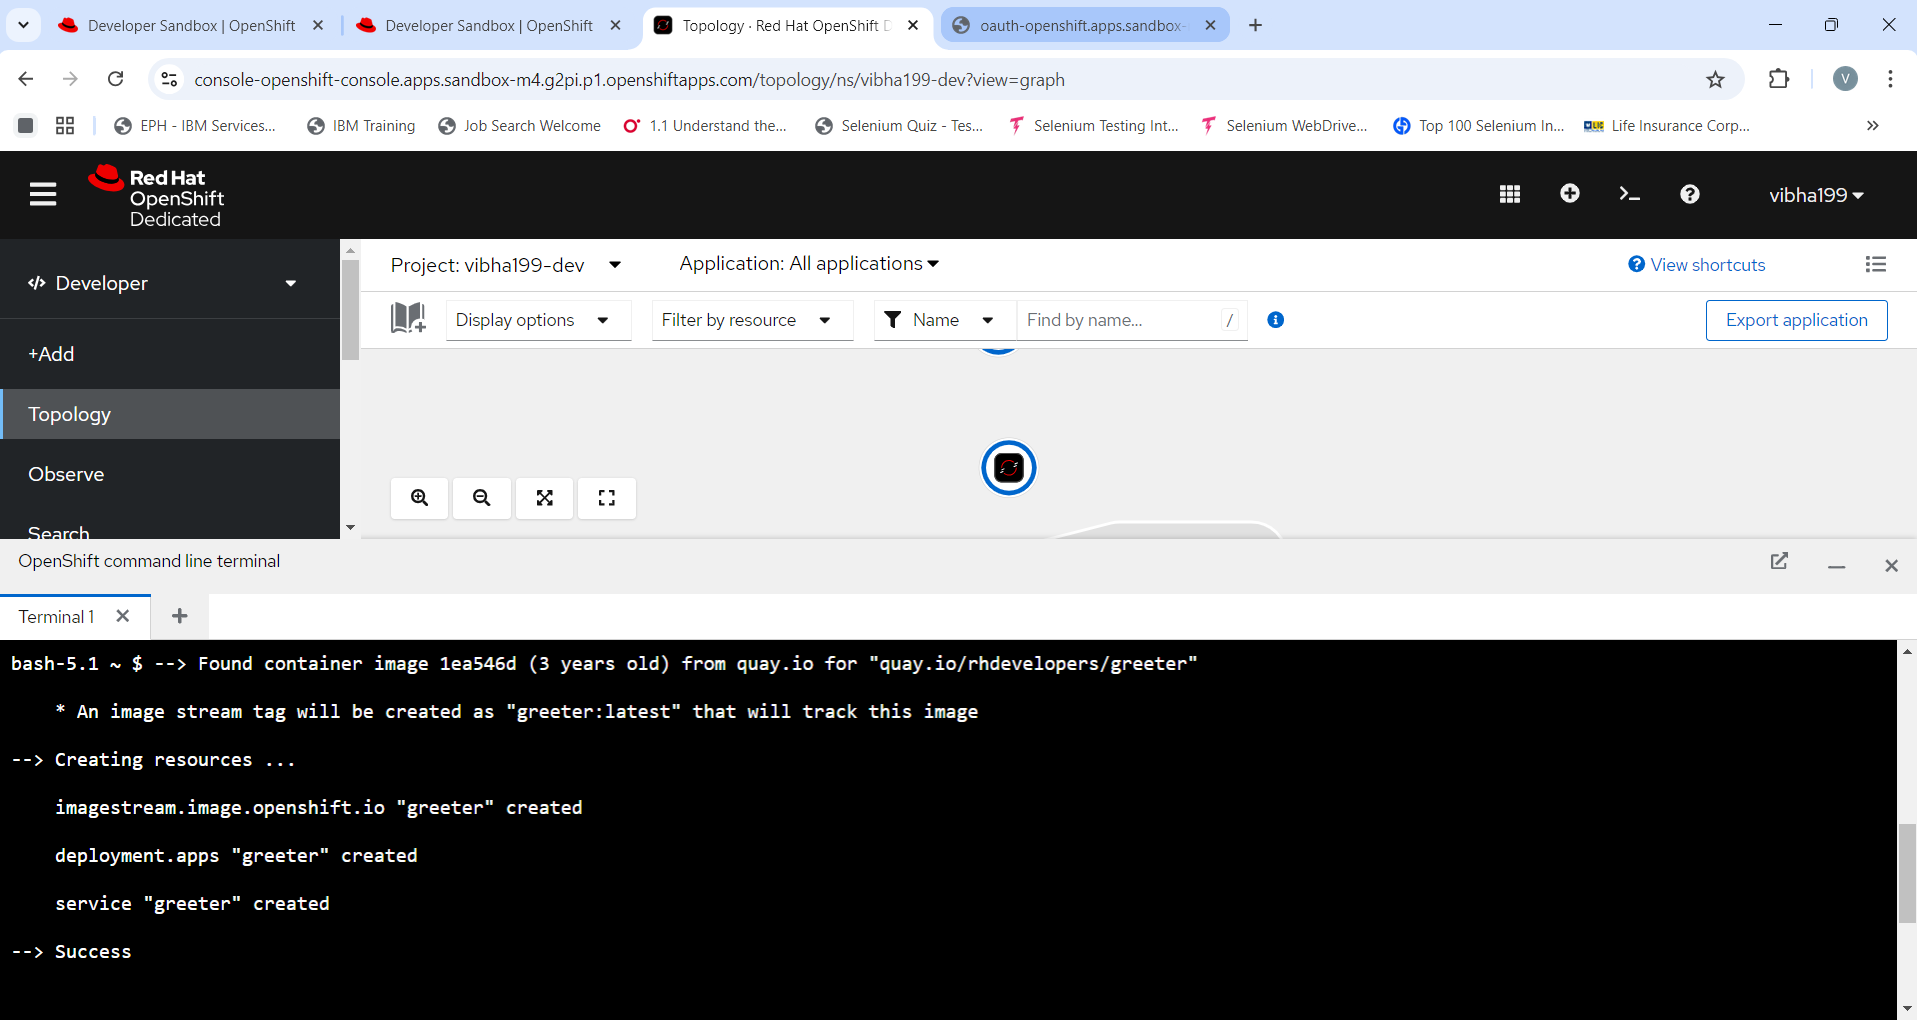 Developer Sandbox | OpenShift
Developer Sandbox | OpenShift
Topology · Red Hat OpenShift D
oauth-openshift.apps.sandbox-
console-openshift-console.apps.sandbox-m4.g2pi.p1.openshiftapps.com/topology/ns/vibha199-dev?view=graph
V
EPH - IBM Services...
IBM Training
Job Search Welcome
1.1 Understand the...
Selenium Quiz - Tes...
Selenium Testing Int...
Selenium WebDrive...
Top 100 Selenium In...
LIC
Life Insurance Corp...
»
Red Hat
OpenShift
Dedicated
vibha199
</> Developer
+Add
Topology
Observe
Search
Project: vibha199-dev
Application: All applications
View shortcuts
Display options
Filter by resource
Name
Find by name...
/
Export application
OpenShift command line terminal
Terminal 1
bash-5.1 ~ $ --> Found container image 1ea546d (3 years old) from quay.io for "quay.io/rhdevelopers/greeter"
* An image stream tag will be created as "greeter:latest" that will track this image
--> Creating resources ...
imagestream.image.openshift.io "greeter" created
deployment.apps "greeter" created
service "greeter" created
--> Success